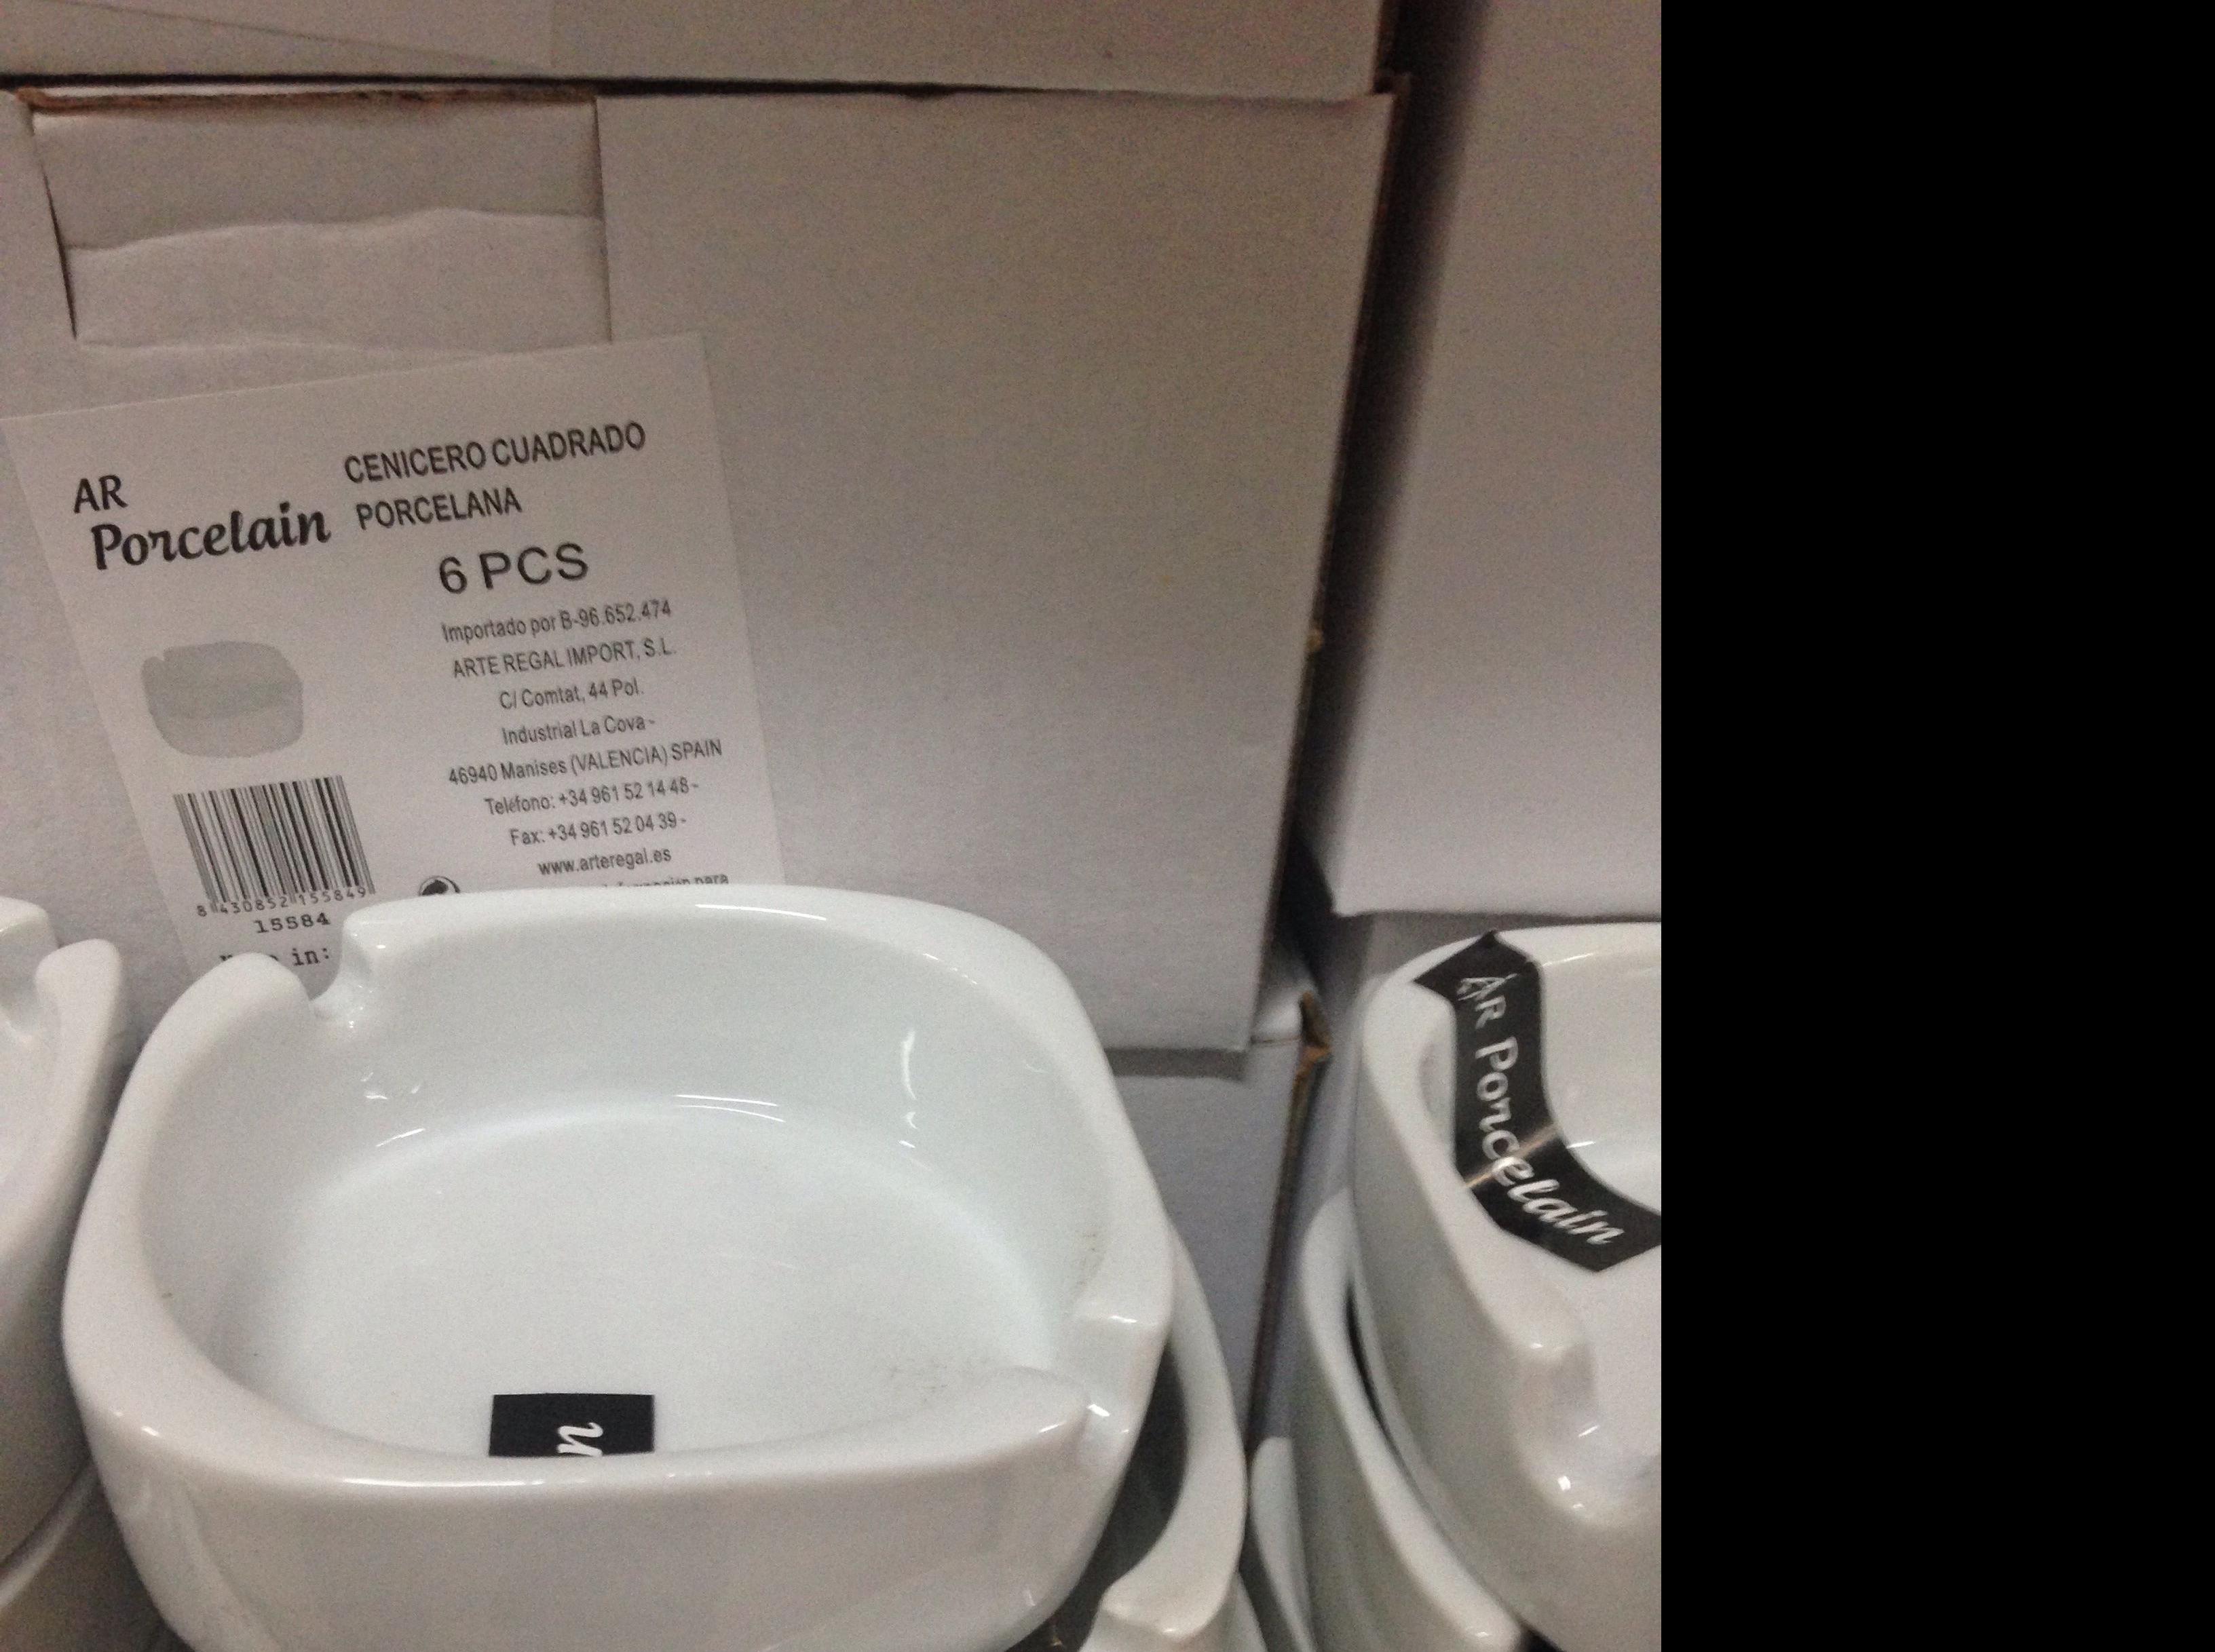 AR
Porcelain
CENICERO CUADRADO
PORCELANA
6 PCS
Importado por B-96.652.474
ARTE REGAL IMPORT, S.L.
C/ Comtat, 44 Pol.
Industrial La Cova -
46940 Manises (VALENCIA) SPAIN
Teléfono: +34 961 52 14 48 -
Fax: +34 961 52 04 39 -
www.arteregal.es
para
8 430852 155849
15584
in:
AR Porcelain
n